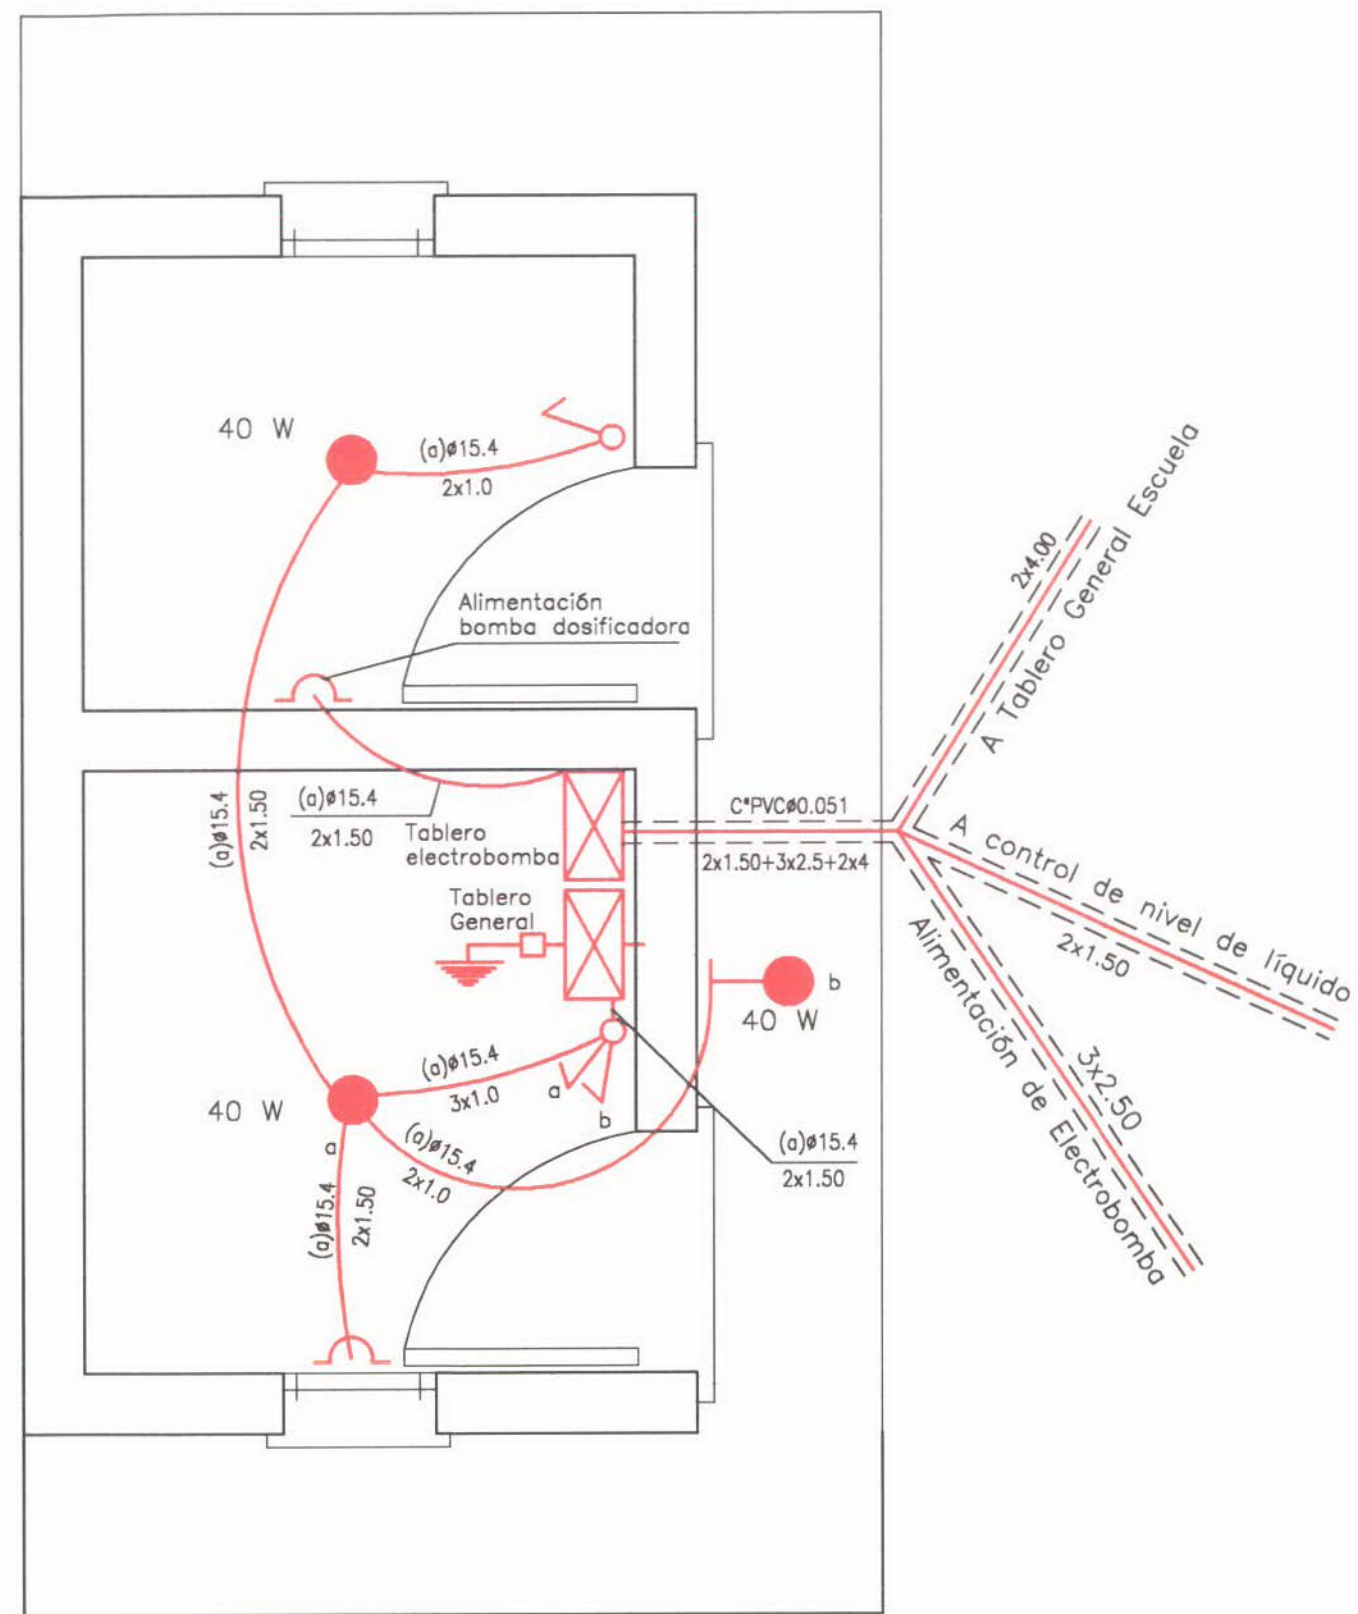 40 W
(a)ø15.4
2x1.0
Alimentación
bomba dosificadora
2x4.00
A Tablero General Escuela
(a)ø15.4
2x1.50
(a)ø15.4
2x1.50
Tablero
electrobomba
C*PVCø0.051
2x1.50+3x2.5+2x4
A control de nivel de líquido
2x1.50
Tablero
General
b
40 W
Alimentación de Electrobomba
3x2.50
(a)ø15.4
3x1.0
a
b
40 W
a
(a)ø15.4
2x1.0
(a)ø15.4
2x1.50
(a)ø15.4
2x1.50